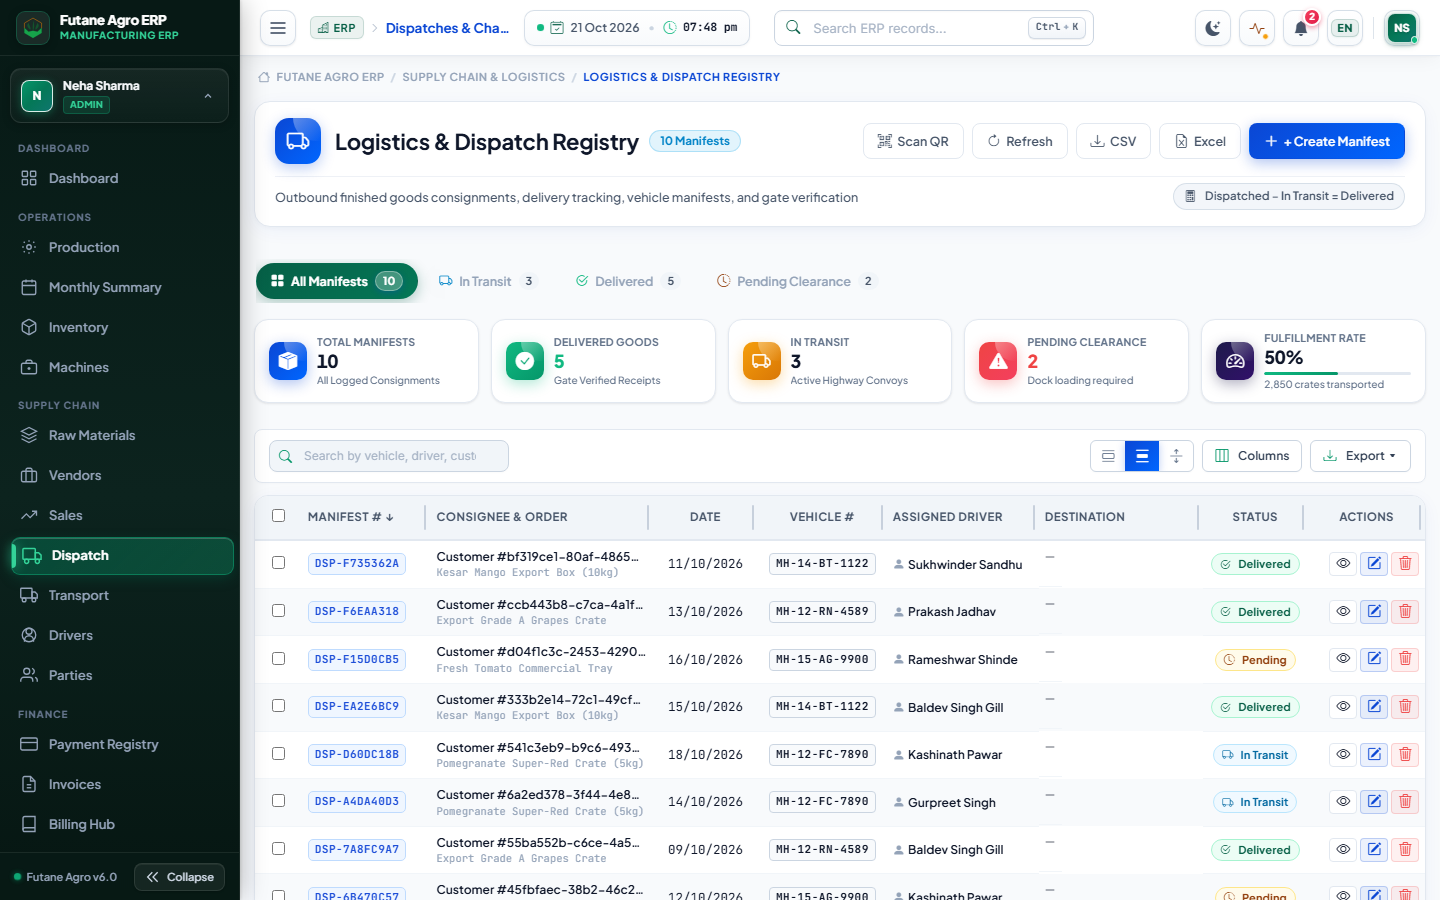 Futane Agro ERP
MANUFACTURING ERP
N
Neha Sharma
ADMIN
DASHBOARD
Dashboard
OPERATIONS
Production
Monthly Summary
Inventory
Machines
SUPPLY CHAIN
Raw Materials
Vendors
Sales
Dispatch
Transport
Drivers
Parties
FINANCE
Payment Registry
Invoices
Billing Hub
Futane Agro v6.0
Collapse
ERP
Dispatches & Cha...
21 Oct 2026
07:48 pm
Search ERP records...
Ctrl + K
2
EN
NS
FUTANE AGRO ERP / SUPPLY CHAIN & LOGISTICS / LOGISTICS & DISPATCH REGISTRY
Logistics & Dispatch Registry
10 Manifests
Scan QR
Refresh
CSV
Excel
+ Create Manifest
Outbound finished goods consignments, delivery tracking, vehicle manifests, and gate verification
Dispatched – In Transit = Delivered
All Manifests 10
In Transit 3
Delivered 5
Pending Clearance 2
TOTAL MANIFESTS
10
All Logged Consignments
DELIVERED GOODS
5
Gate Verified Receipts
IN TRANSIT
3
Active Highway Convoys
PENDING CLEARANCE
2
Dock loading required
FULFILLMENT RATE
50%
2,850 crates transported
Search by vehicle, driver, cust
Columns
Export
MANIFEST # ↓ CONSIGNEE & ORDER DATE VEHICLE # ASSIGNED DRIVER DESTINATION STATUS ACTIONS
DSP-F735362A Customer #bf319ce1-80af-4865... 11/10/2026 MH-14-BT-1122 Sukhwinder Sandhu — Delivered
Kesar Mango Export Box (10kg)
DSP-F6EAA318 Customer #ccb443b8-c7ca-4a1f... 13/10/2026 MH-12-RN-4589 Prakash Jadhav — Delivered
Export Grade A Grapes Crate
DSP-F15D0CB5 Customer #d04f1c3c-2453-4290... 16/10/2026 MH-15-AG-9900 Rameshwar Shinde — Pending
Fresh Tomato Commercial Tray
DSP-EA2E6BC9 Customer #333b2e14-72c1-49cf... 15/10/2026 MH-14-BT-1122 Baldev Singh Gill — Delivered
Kesar Mango Export Box (10kg)
DSP-D60DC18B Customer #541c3eb9-b9c6-493... 18/10/2026 MH-12-FC-7890 Kashinath Pawar — In Transit
Pomegranate Super-Red Crate (5kg)
DSP-A4DA40D3 Customer #6a2ed378-3f44-4e8... 14/10/2026 MH-12-FC-7890 Gurpreet Singh — In Transit
Pomegranate Super-Red Crate (5kg)
DSP-7A8FC9A7 Customer #55ba552b-c6ce-4a5... 09/10/2026 MH-12-RN-4589 Baldev Singh Gill — Delivered
Export Grade A Grapes Crate
DSP-6B470C57 Customer #45fbfaec-38b2-46c2... 12/10/2026 MH-15-AG-9900 Kashinath Pawar — Pending